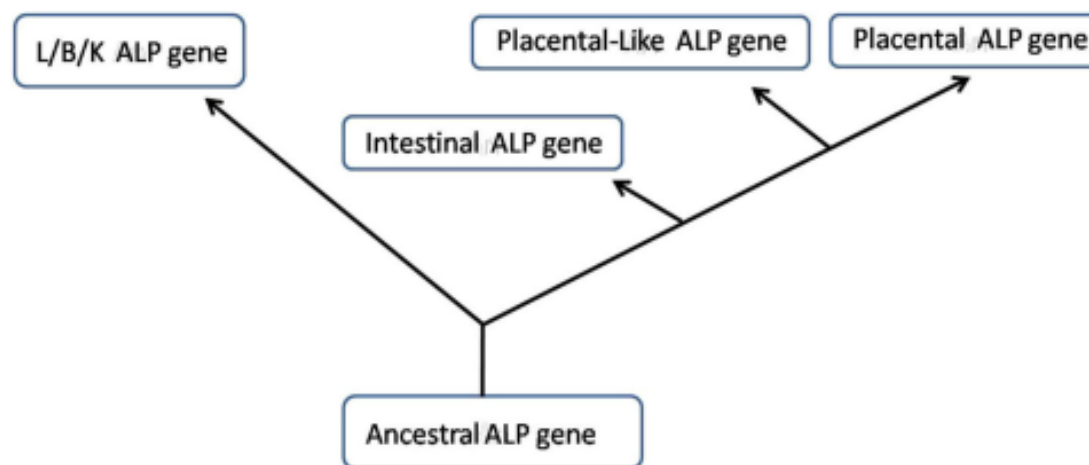 L/B/K ALP gene
Placental-Like ALP gene
Placental ALP gene
Intestinal ALP gene
Ancestral ALP gene